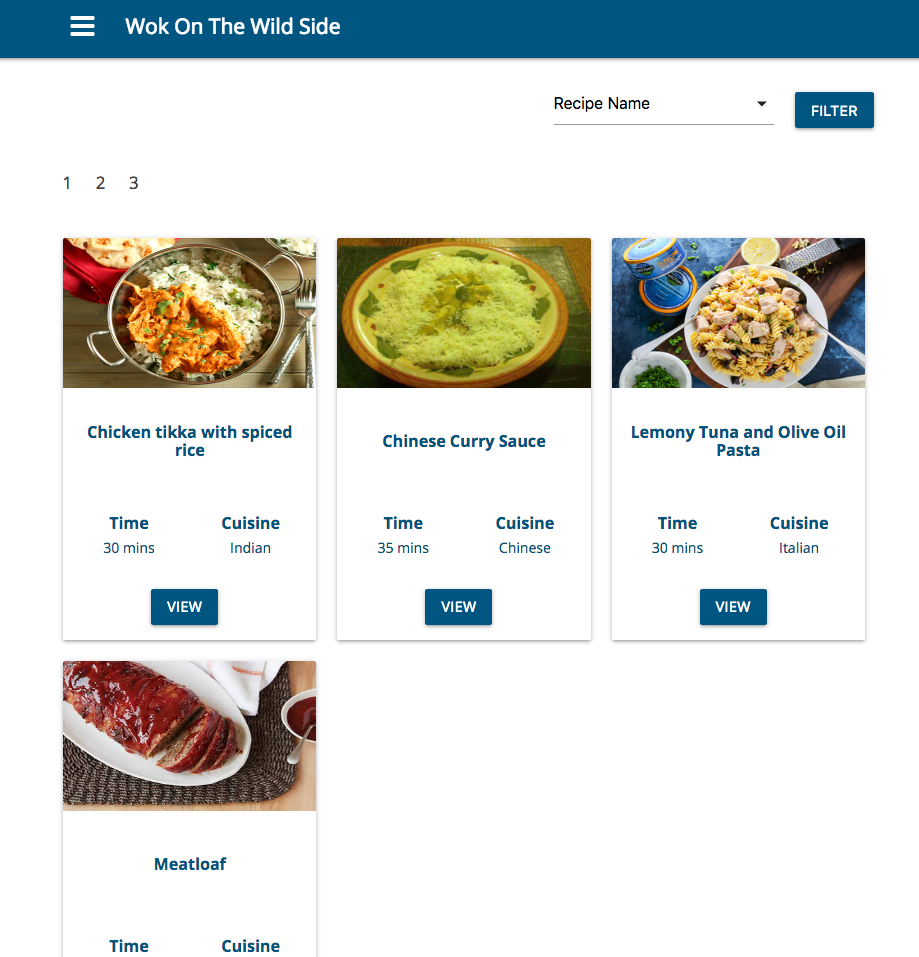 Wok On The Wild Side
Recipe Name
FILTER
1 2 3
Chicken tikka with spiced
rice
Time Cuisine
30 mins Indian
VIEW
Chinese Curry Sauce
Time Cuisine
35 mins Chinese
VIEW
Lemony Tuna and Olive Oil
Pasta
Time Cuisine
30 mins Italian
VIEW
Meatloaf
Time Cuisine